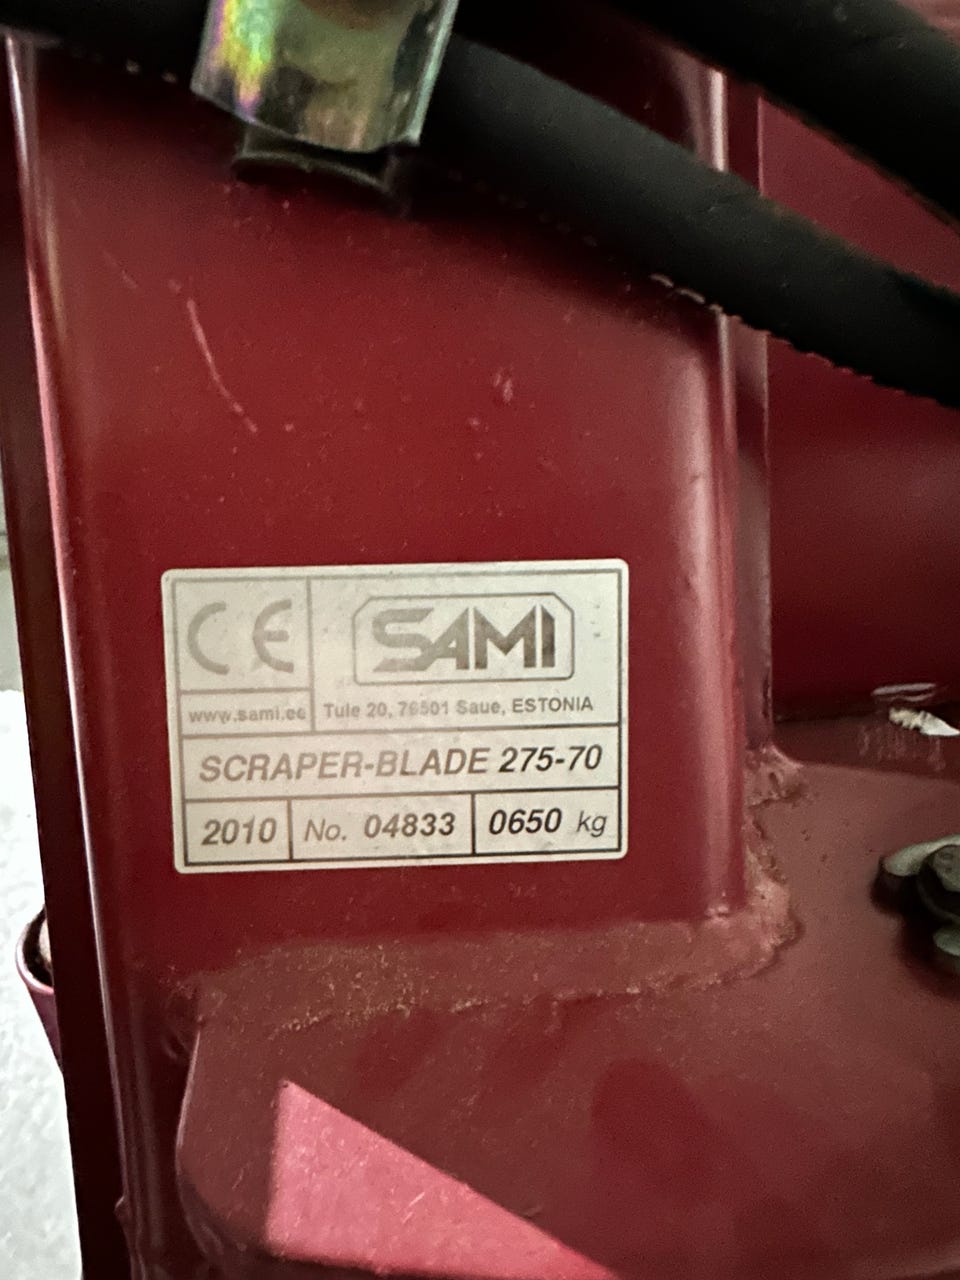 CE
SAMI
www.sami.ee
Tule 20, 76501 Saue, ESTONIA
SCRAPER-BLADE 275-70
2010
No. 04833
0650 kg